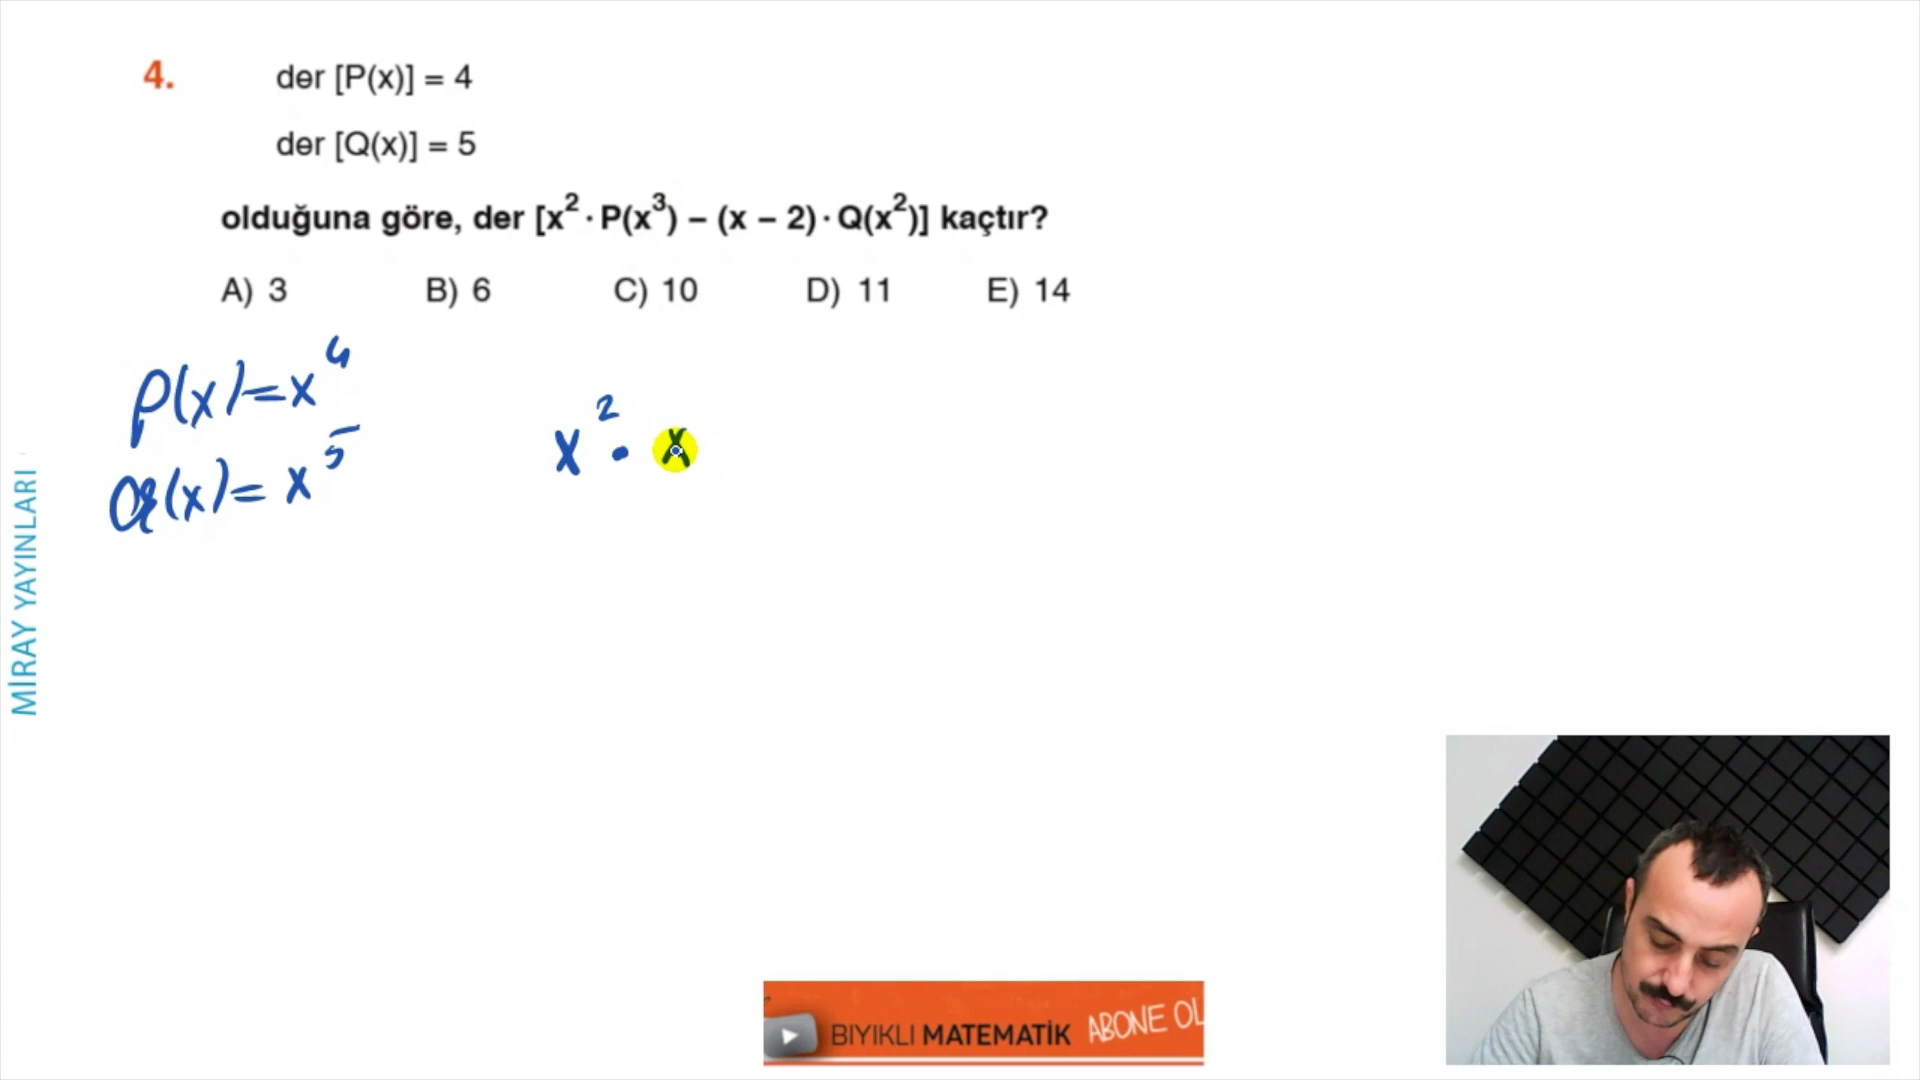 4. der [P(x)] = 4
der [Q(x)] = 5
olduğuna göre, der [x² · P(x³) – (x – 2) · Q(x²)] kaçtır?
A) 3 B) 6 C) 10 D) 11 E) 14
P(x)=x⁴
Q(x)=x⁵
x² · x
MİRAY YAYINLARI
BIYIKLI MATEMATİK ABONE OL